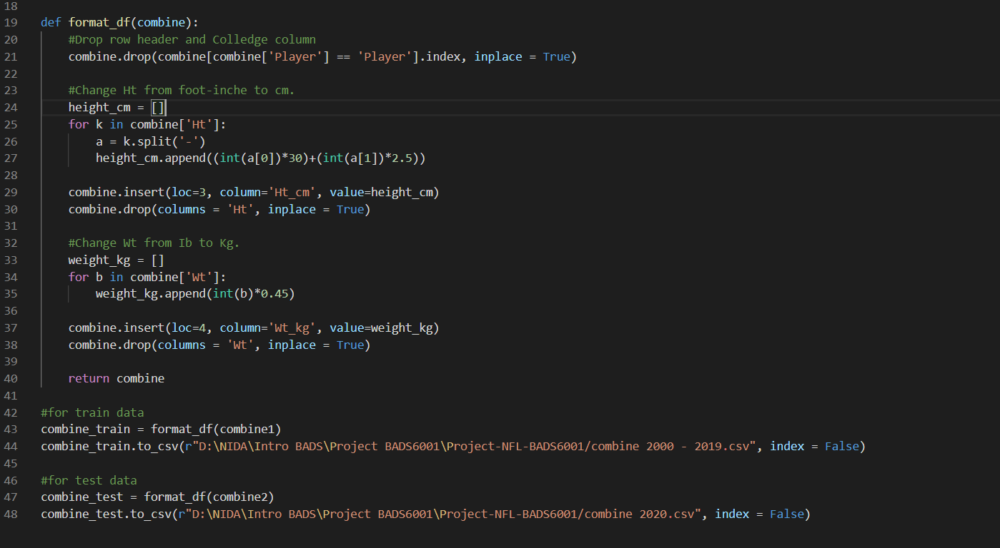 18
19 def format_df(combine):
20     #Drop row header and Colledge column
21     combine.drop(combine[combine['Player'] == 'Player'].index, inplace = True)
22
23     #Change Ht from foot-inche to cm.
24     height_cm = []
25     for k in combine['Ht']:
26         a = k.split('-')
27         height_cm.append((int(a[0])*30)+(int(a[1])*2.5))
28
29     combine.insert(loc=3, column='Ht_cm', value=height_cm)
30     combine.drop(columns = 'Ht', inplace = True)
31
32     #Change Wt from Ib to Kg.
33     weight_kg = []
34     for b in combine['Wt']:
35         weight_kg.append(int(b)*0.45)
36
37     combine.insert(loc=4, column='Wt_kg', value=weight_kg)
38     combine.drop(columns = 'Wt', inplace = True)
39
40     return combine
41
42 #for train data
43 combine_train = format_df(combine1)
44 combine_train.to_csv(r"D:\NIDA\Intro BADS\Project BADS6001\Project-NFL-BADS6001/combine 2000 - 2019.csv", index = False)
45
46 #for test data
47 combine_test = format_df(combine2)
48 combine_test.to_csv(r"D:\NIDA\Intro BADS\Project BADS6001\Project-NFL-BADS6001/combine 2020.csv", index = False)